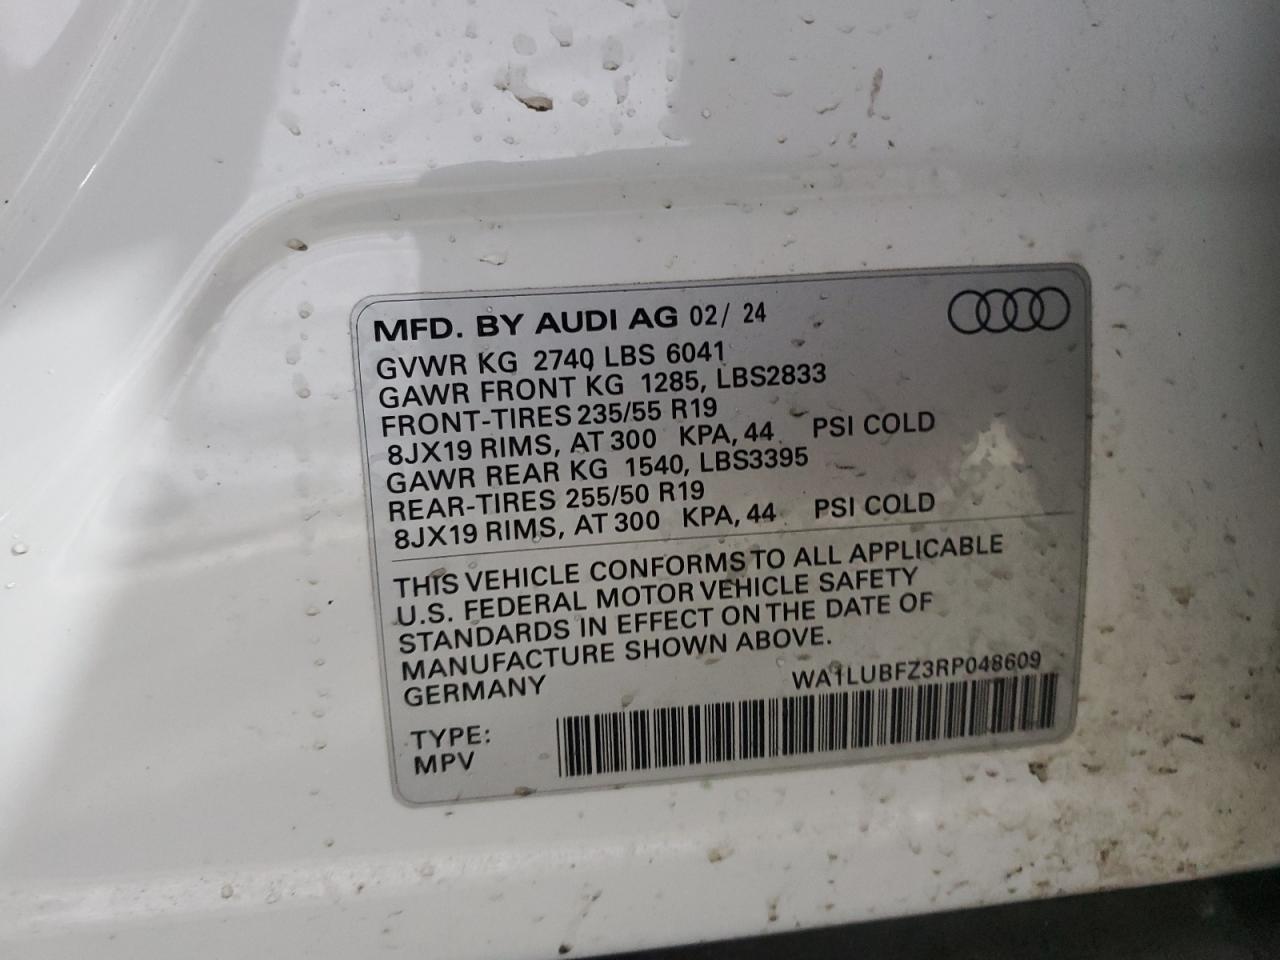 MFD. BY AUDI AG 02/ 24
GVWR KG 2740 LBS 6041
GAWR FRONT KG 1285, LBS2833
FRONT-TIRES 235/55 R19
8JX19 RIMS, AT 300 KPA, 44 PSI COLD
GAWR REAR KG 1540, LBS3395
REAR-TIRES 255/50 R19
8JX19 RIMS, AT 300 KPA, 44 PSI COLD
THIS VEHICLE CONFORMS TO ALL APPLICABLE
U.S. FEDERAL MOTOR VEHICLE SAFETY
STANDARDS IN EFFECT ON THE DATE OF
MANUFACTURE SHOWN ABOVE.
GERMANY
WA1LUBFZ3RP048609
TYPE:
MPV